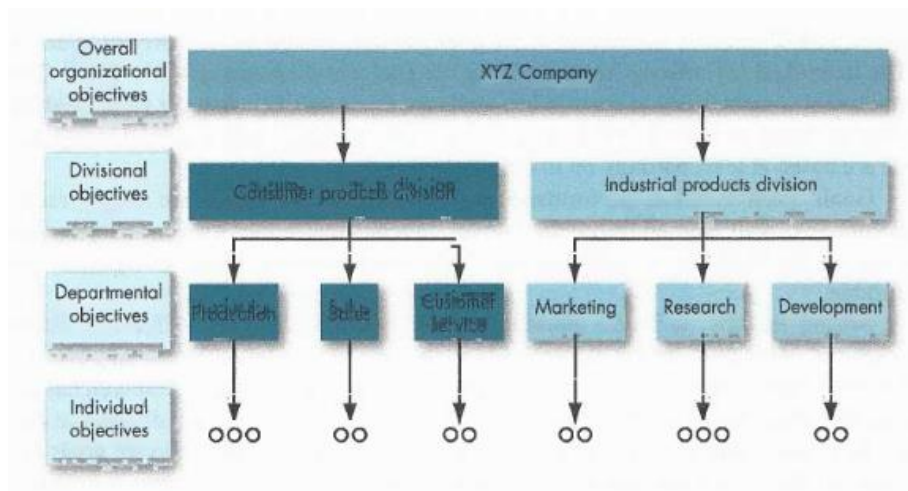 Overall
organizational
objectives
XYZ Company
Divisional
objectives
Consumer products division
Industrial products division
Departmental
objectives
Production
Sales
Customer
service
Marketing
Research
Development
Individual
objectives